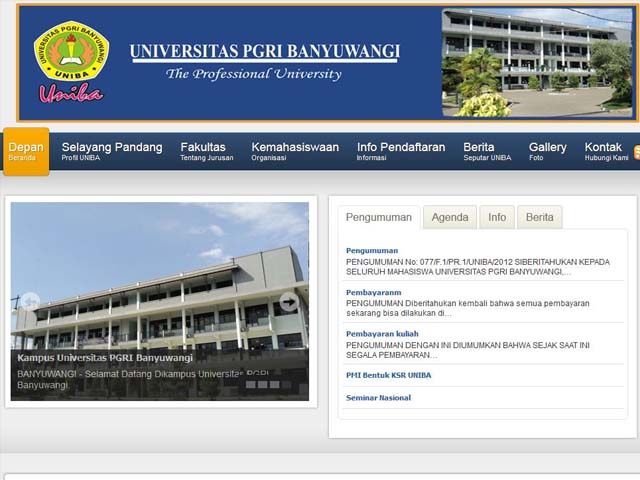 UNIVERSITAS PGRI BANYUWANGI
UNIBA
Uniba
UNIVERSITAS PGRI BANYUWANGI
The Professional University
Depan
Beranda
Selayang Pandang
Profil UNIBA
Fakultas
Tentang Jurusan
Kemahasiswaan
Organisasi
Info Pendaftaran
Informasi
Berita
Seputar UNIBA
Gallery
Foto
Kontak
Hubungi Kami
Kampus Universitas PGRI Banyuwangi
BANYUWANGI - Selamat Datang Dikampus Universitas PGRI
Banyuwangi.
Pengumuman
Agenda
Info
Berita
Pengumuman
PENGUMUMAN No: 077/F.1/PR.1/UNIBA/2012 SIBERITAHUKAN KEPADA
SELURUH MAHASISWA UNIVERSITAS PGRI BANYUWANGI,...
Pembayaranm
PENGUMUMAN Diberitahukan kembali bahwa semua pembayaran
sekarang bisa dilakukan di...
Pembayaran kuliah
PENGUMUMAN DENGAN INI DIUMUMKAN BAHWA SEJAK SAAT INI
SEGALA PEMBAYARAN...
PMI Bentuk KSR UNIBA
Seminar Nasional